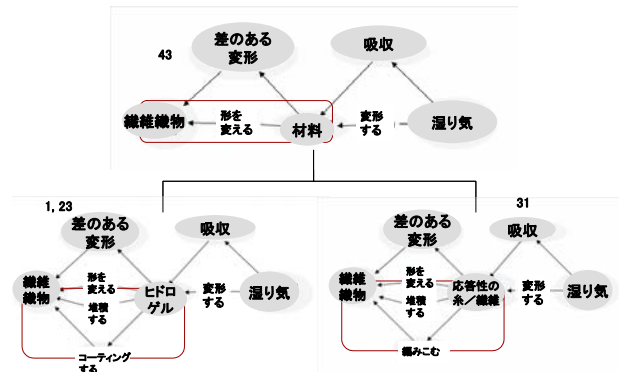 43
差のある
変形
吸収
繊維織物
形を
変える
材料
変形
する
湿り気
1, 23
差のある
変形
吸収
繊維
織物
形を
変える
堆積
する
ヒドロ
ゲル
変形
する
湿り気
コーティング
する
31
差のある
変形
吸収
繊維
織物
形を
変える
堆積
する
応答性の
糸／繊維
変形
する
湿り気
編みこむ